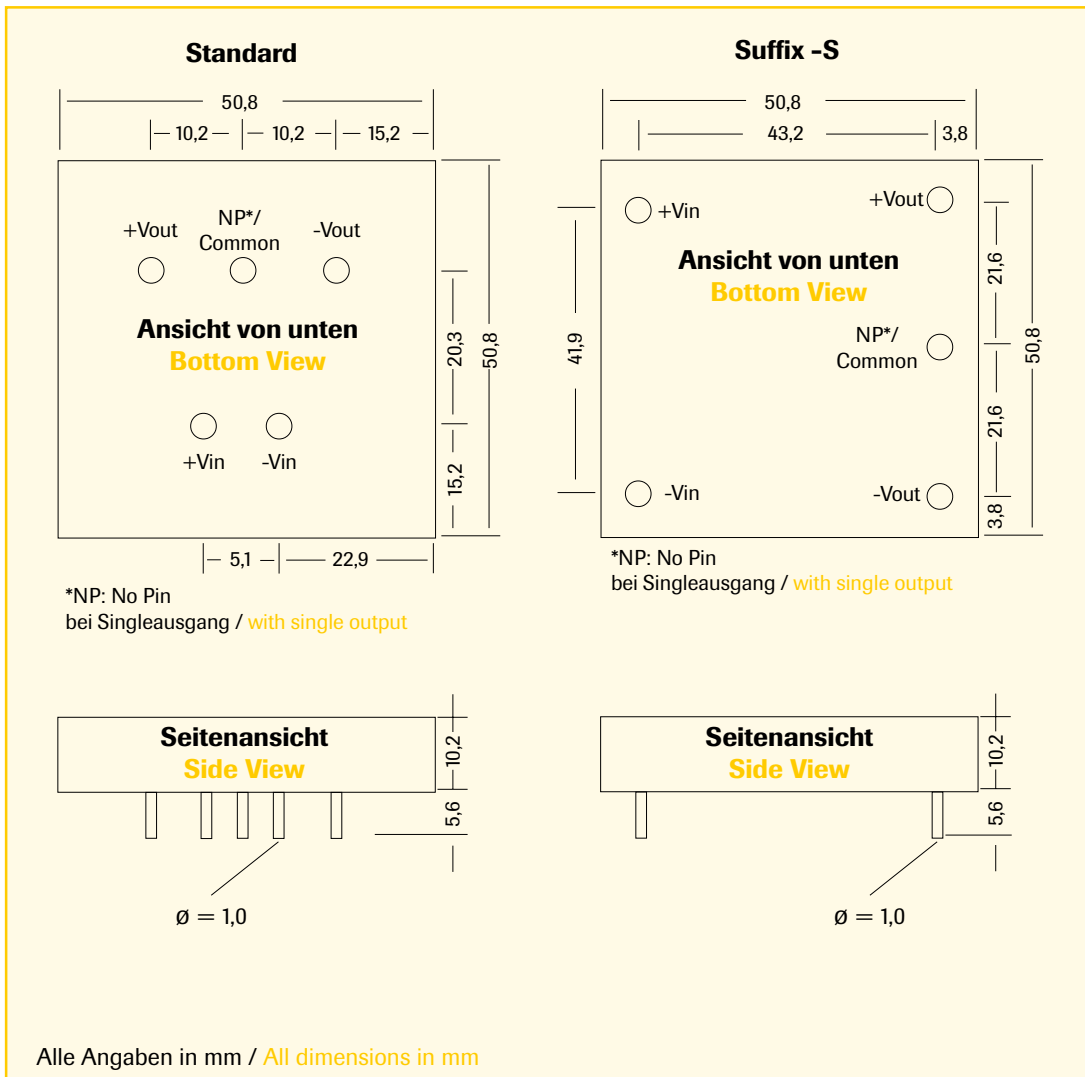 Standard
50,8
10,2
10,2
15,2
+Vout
NP*/
Common
-Vout
Ansicht von unten
Bottom View
20,3
50,8
+Vin
-Vin
15,2
5,1
22,9
*NP: No Pin
bei Singleausgang / with single output
Suffix -S
50,8
43,2
3,8
+Vin
+Vout
Ansicht von unten
Bottom View
21,6
41,9
NP*/
Common
50,8
21,6
-Vin
-Vout
3,8
*NP: No Pin
bei Singleausgang / with single output
Seitenansicht
Side View
10,2
5,6
ø = 1,0
Seitenansicht
Side View
10,2
5,6
ø = 1,0
Alle Angaben in mm / All dimensions in mm